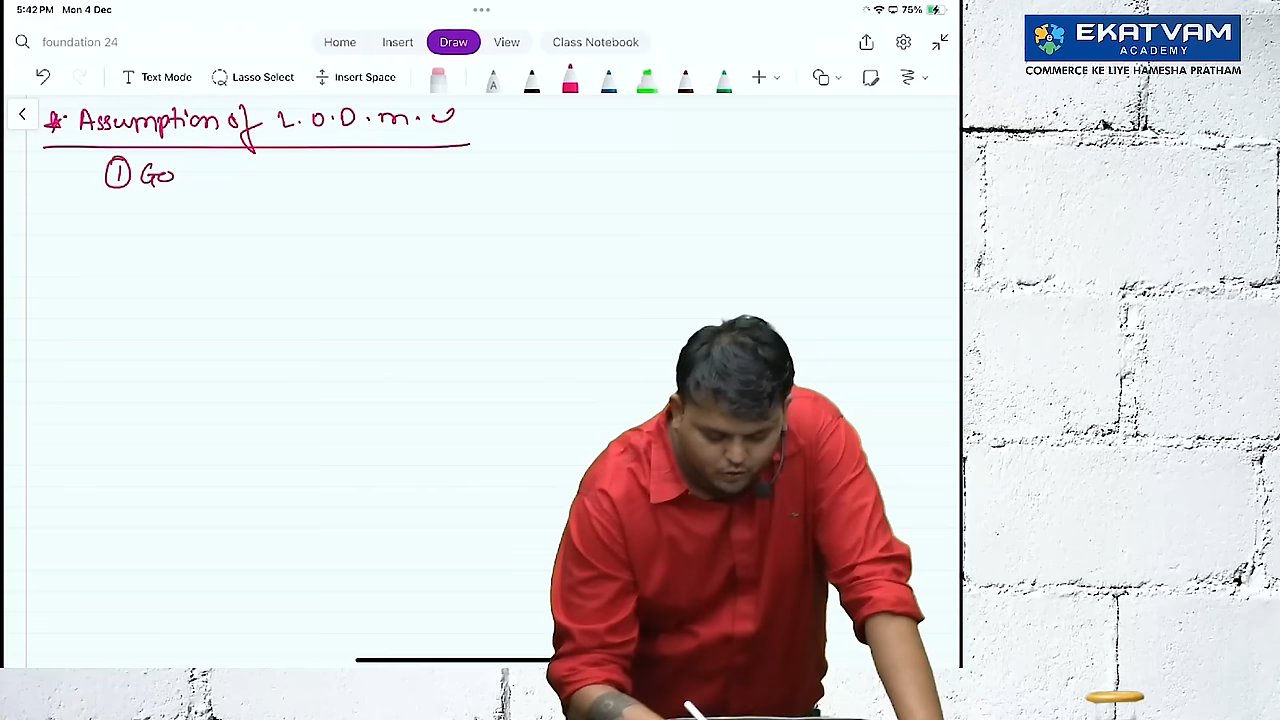 5:42 PM Mon 4 Dec
75%
EKATVAM
ACADEMY
COMMERCE KE LIYE HAMESHA PRATHAM
foundation 24
Home Insert Draw View Class Notebook
Text Mode Lasso Select Insert Space
* Assumption of L.O.D.M.U
① Go